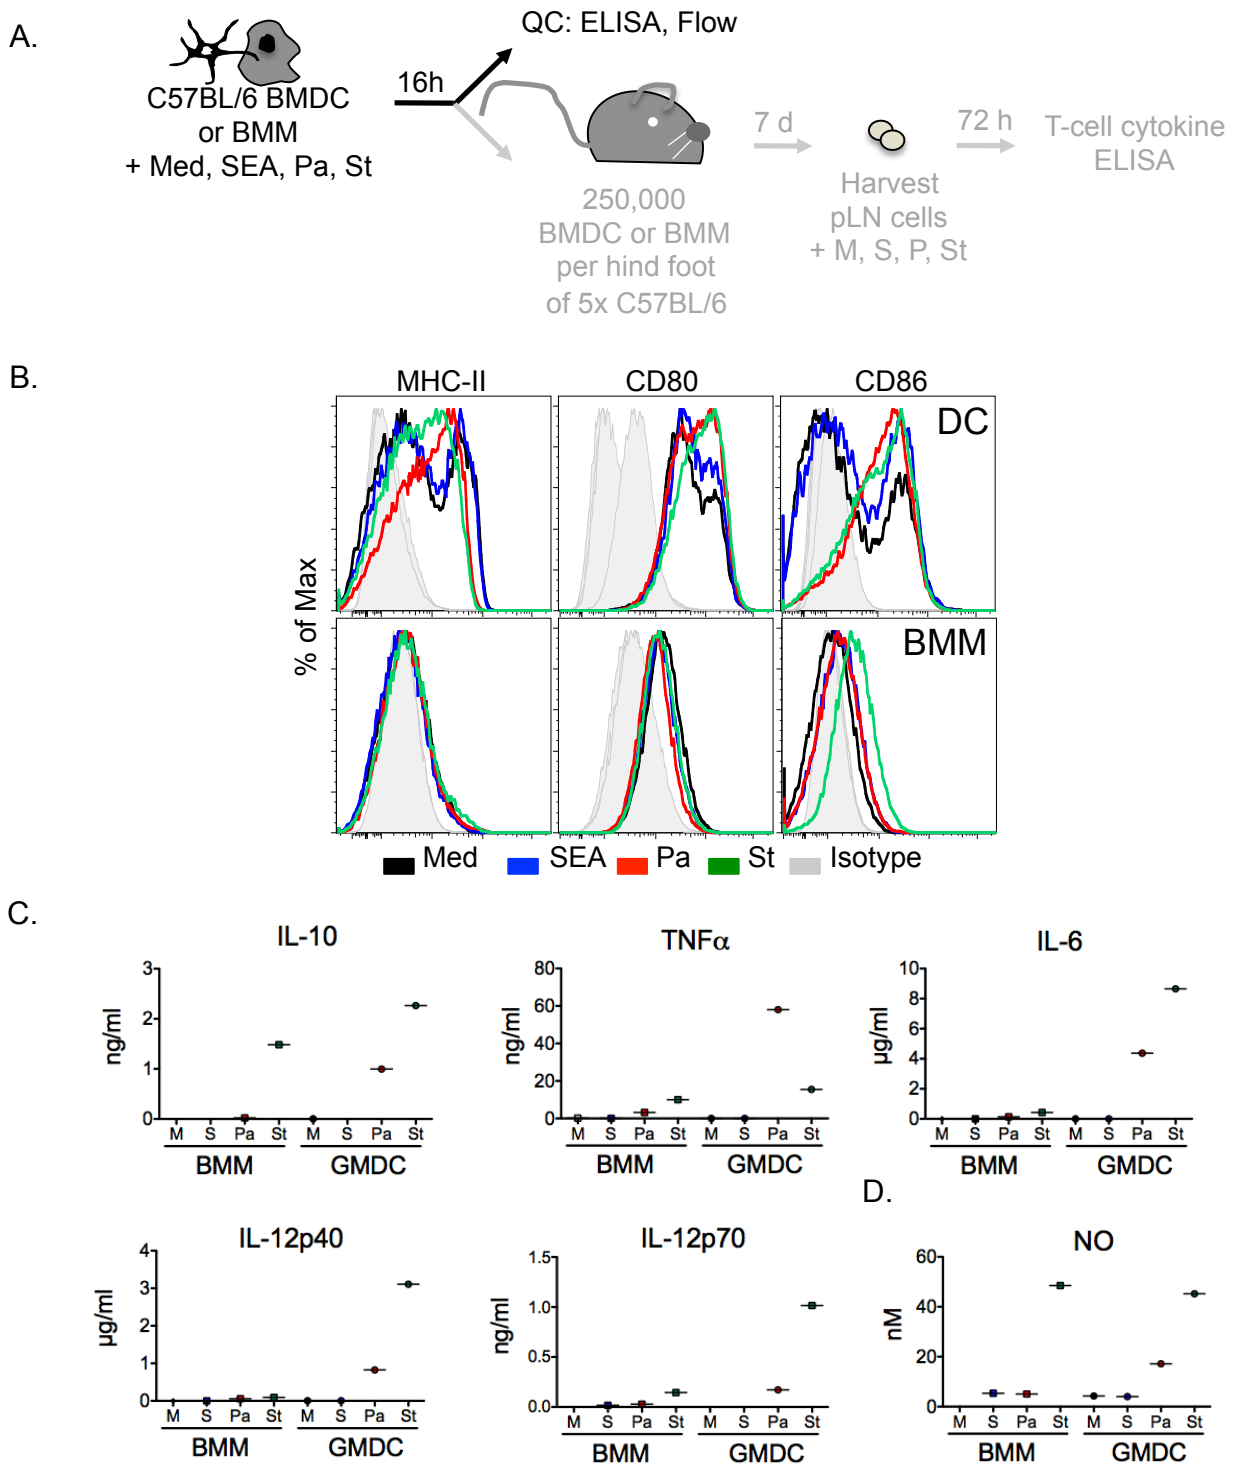 A.
QC: ELISA, Flow
C57BL/6 BMDC
or BMM
+ Med, SEA, Pa, St
16h
250,000
BMDC or BMM
per hind foot
of 5x C57BL/6
7 d
Harvest
pLN cells
+ M, S, P, St
72 h
T-cell cytokine
ELISA
B.
MHC-II CD80 CD86
DC
BMM
% of Max
Med SEA Pa St Isotype
C.
IL-10
ng/ml
3
2
1
0
M S Pa St M S Pa St
BMM GMDC
TNFα
ng/ml
80
60
40
20
0
M S Pa St M S Pa St
BMM GMDC
IL-6
µg/ml
10
8
6
4
2
0
M S Pa St M S Pa St
BMM GMDC
IL-12p40
µg/ml
4
3
2
1
0
M S Pa St M S Pa St
BMM GMDC
IL-12p70
ng/ml
1.5
1.0
0.5
0.0
M S Pa St M S Pa St
BMM GMDC
D.
NO
nM
60
40
20
0
M S Pa St M S Pa St
BMM GMDC